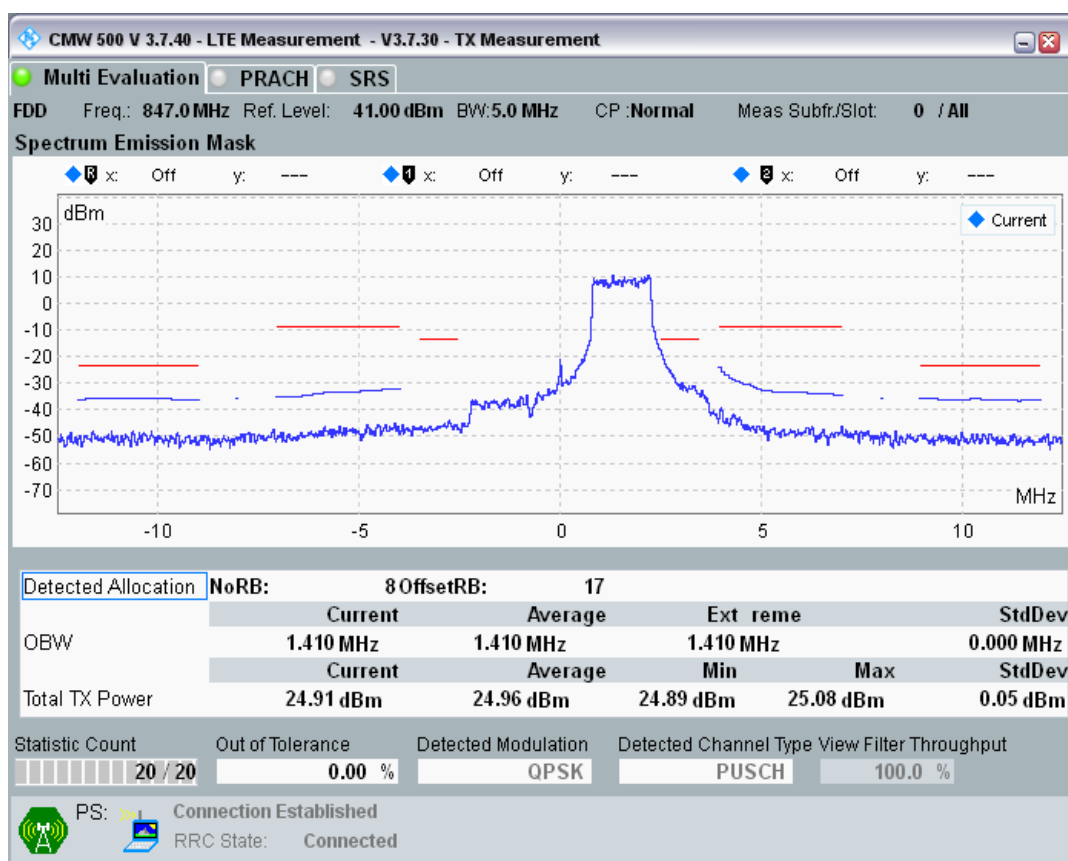 CMW 500 V 3.7.40 - LTE Measurement - V3.7.30 - TX Measurement
Multi Evaluation PRACH SRS
FDD Freq.: 847.0 MHz Ref. Level: 41.00 dBm BW:5.0 MHz CP :Normal Meas Subfr./Slot: 0 / All
Spectrum Emission Mask
R x: Off y: --- 1 x: Off y: --- 2 x: Off y: ---
dBm
Current
30
20
10
0
-10
-20
-30
-40
-50
-60
-70
MHz
-10 -5 0 5 10
Detected Allocation NoRB: 8 OffsetRB: 17
Current Average Ext reme StdDev
OBW 1.410 MHz 1.410 MHz 1.410 MHz 0.000 MHz
Current Average Min Max StdDev
Total TX Power 24.91 dBm 24.96 dBm 24.89 dBm 25.08 dBm 0.05 dBm
Statistic Count Out of Tolerance Detected Modulation Detected Channel Type View Filter Throughput
20 / 20 0.00 % QPSK PUSCH 100.0 %
PS: Connection Established
RRC State: Connected